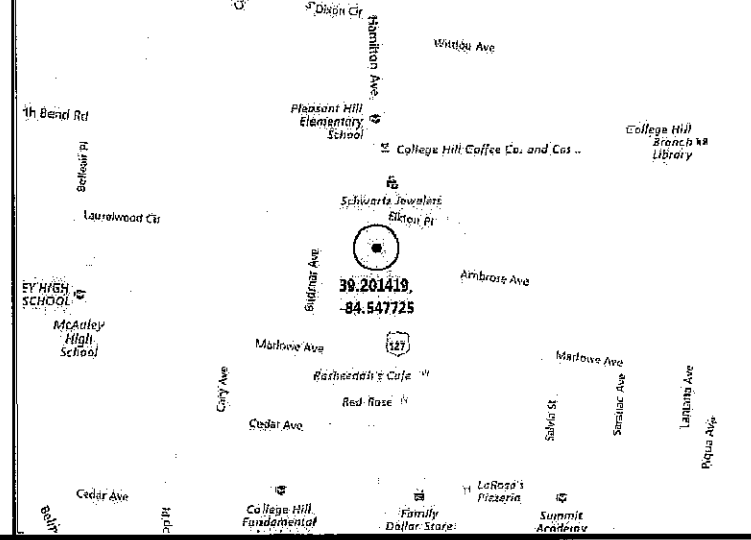 S Dixon Cir
Hamilton Ave
Wittlou Ave
th Bend Rd
Pleasant Hill
Elementary
School
College Hill
Branch
Library
College Hill Coffee Co. and Cas ..
Belleair Pl
Schwartz Jewelers
Laurelwood Cir
Elkton Pl
39.201419,
-84.547725
Ambrose Ave
EY HIGH
SCHOOL
McAuley
High
School
Marlowe Ave
127
Marlowe Ave
Rasheedah's Cafe
Cary Ave
Red Rose
Salvia St
Saranac Ave
Lantana Ave
Piqua Ave
Cedar Ave
Cedar Ave
LaRosa's
Pizzeria
College Hill
Fundamental
Family
Dollar Store
Summit
Academy